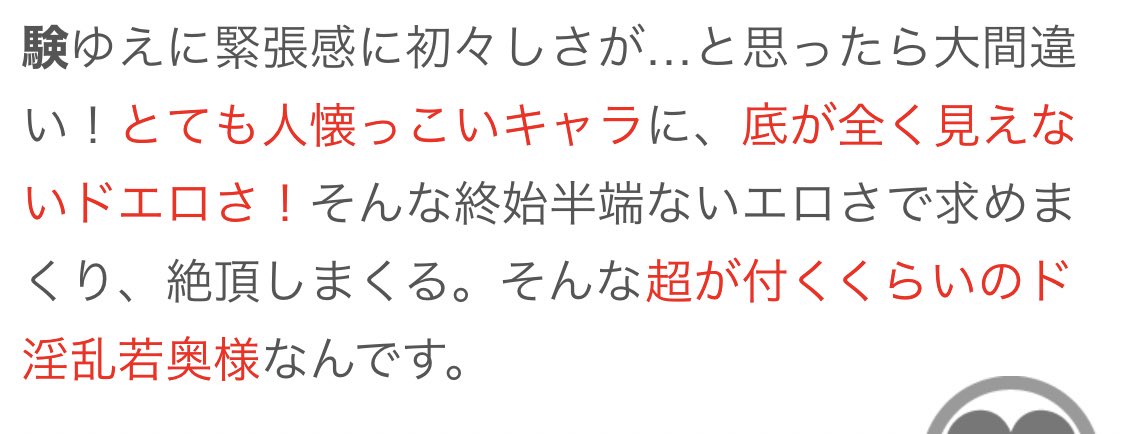 験ゆえに緊張感に初々しさが…と思ったら大間違
い！とても人懐っこいキャラに、底が全く見えな
いドエロさ！そんな終始半端ないエロさで求めま
くり、絶頂しまくる。そんな超が付くくらいのド
淫乱若奥様なんです。